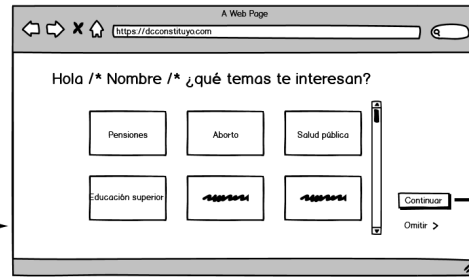 A Web Page
https://dcconstituyo.com
Hola /* Nombre /* ¿qué temas te interesan?
Pensiones
Aborto
Salud pública
Educación superior
Continuar
Omitir >